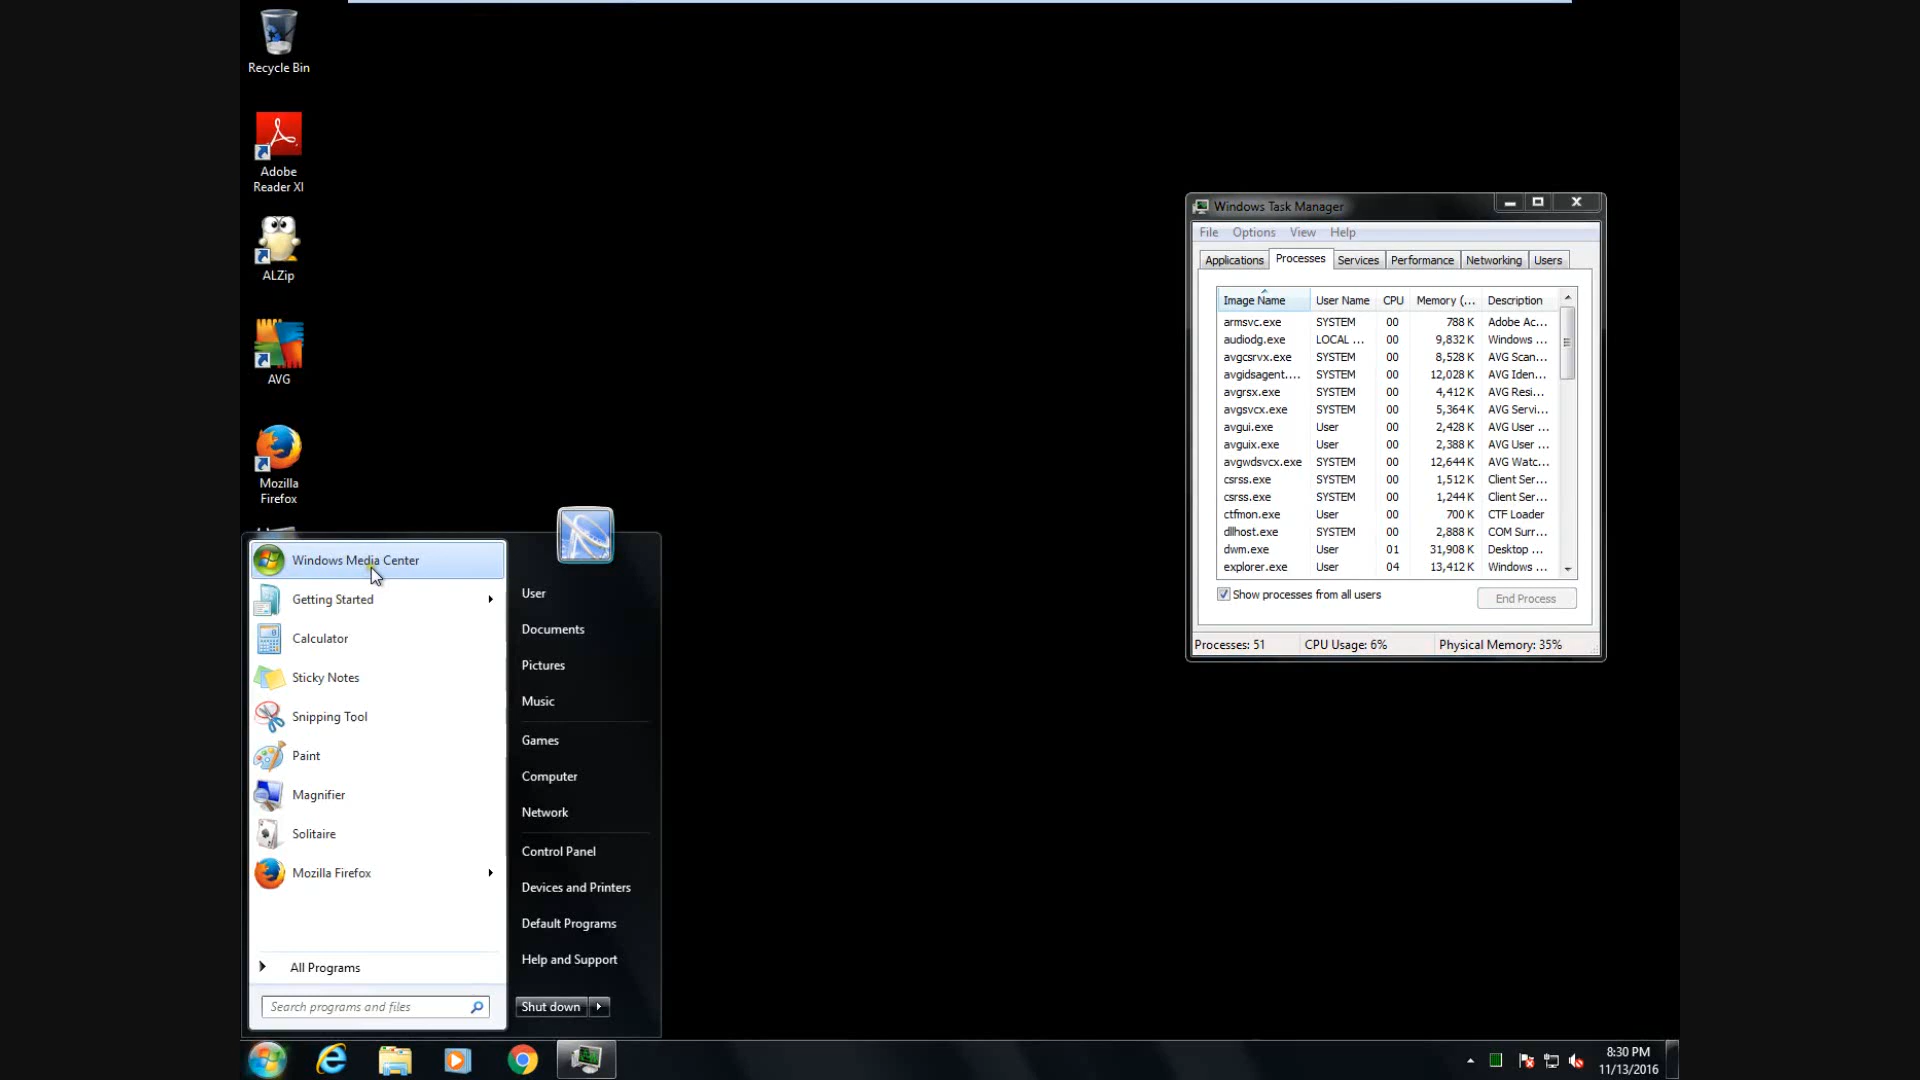 Recycle Bin
Adobe
Reader XI
ALZip
AVG
Mozilla
Firefox
Windows Media Center
Getting Started
Calculator
Sticky Notes
Snipping Tool
Paint
Magnifier
Solitaire
Mozilla Firefox
All Programs
Search programs and files
User
Documents
Pictures
Music
Games
Computer
Network
Control Panel
Devices and Printers
Default Programs
Help and Support
Shut down
Windows Task Manager
File Options View Help
Applications Processes Services Performance Networking Users
Image Name User Name CPU Memory (... Description
armsvc.exe SYSTEM 00 788 K Adobe Ac...
audiodg.exe LOCAL ... 00 9,832 K Windows ...
avgcsrvx.exe SYSTEM 00 8,528 K AVG Scan...
avgidsagent.... SYSTEM 00 12,028 K AVG Iden...
avgrsx.exe SYSTEM 00 4,412 K AVG Resi...
avgsvcx.exe SYSTEM 00 5,364 K AVG Servi...
avgui.exe User 00 2,428 K AVG User ...
avguix.exe User 00 2,388 K AVG User ...
avgwdsvcx.exe SYSTEM 00 12,644 K AVG Watc...
csrss.exe SYSTEM 00 1,512 K Client Ser...
csrss.exe SYSTEM 00 1,244 K Client Ser...
ctfmon.exe User 00 700 K CTF Loader
dllhost.exe SYSTEM 00 2,888 K COM Surr...
dwm.exe User 01 31,908 K Desktop ...
explorer.exe User 04 13,412 K Windows ...
Show processes from all users
End Process
Processes: 51 CPU Usage: 6% Physical Memory: 35%
8:30 PM
11/13/2016